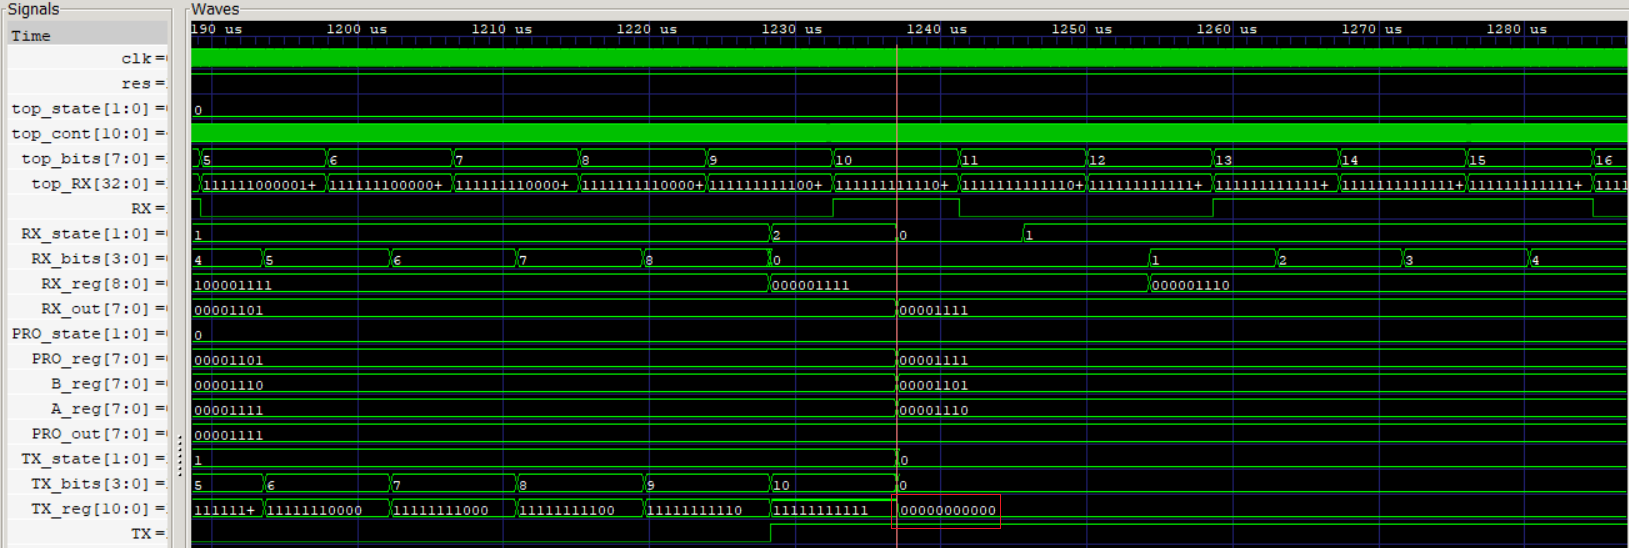 Signals Waves
Time 190 us 1200 us 1210 us 1220 us 1230 us 1240 us 1250 us 1260 us 1270 us 1280 us
clk =
res =
top_state[1:0] = 0
top_cont[10:0] =
top_bits[7:0] = 5 6 7 8 9 10 11 12 13 14 15 16
top_RX[32:0] = 111111000001+ 111111100000+ 111111110000+ 1111111110000+ 111111111100+ 111111111110+ 1111111111110+ 111111111111+ 111111111111+ 111111111111+ 111111111111+ 1111
RX =
RX_state[1:0] = 1 2 0 1
RX_bits[3:0] = 4 5 6 7 8 0 1 2 3 4
RX_reg[8:0] = 100001111 000001111 000001110
RX_out[7:0] = 00001101 00001111
PRO_state[1:0] = 0
PRO_reg[7:0] = 00001101 00001111
B_reg[7:0] = 00001110 00001101
A_reg[7:0] = 00001111 00001110
PRO_out[7:0] = 00001111
TX_state[1:0] = 1 0
TX_bits[3:0] = 5 6 7 8 9 10 0
TX_reg[10:0] = 111111+ 11111110000 11111111000 11111111100 11111111110 11111111111 00000000000
TX =